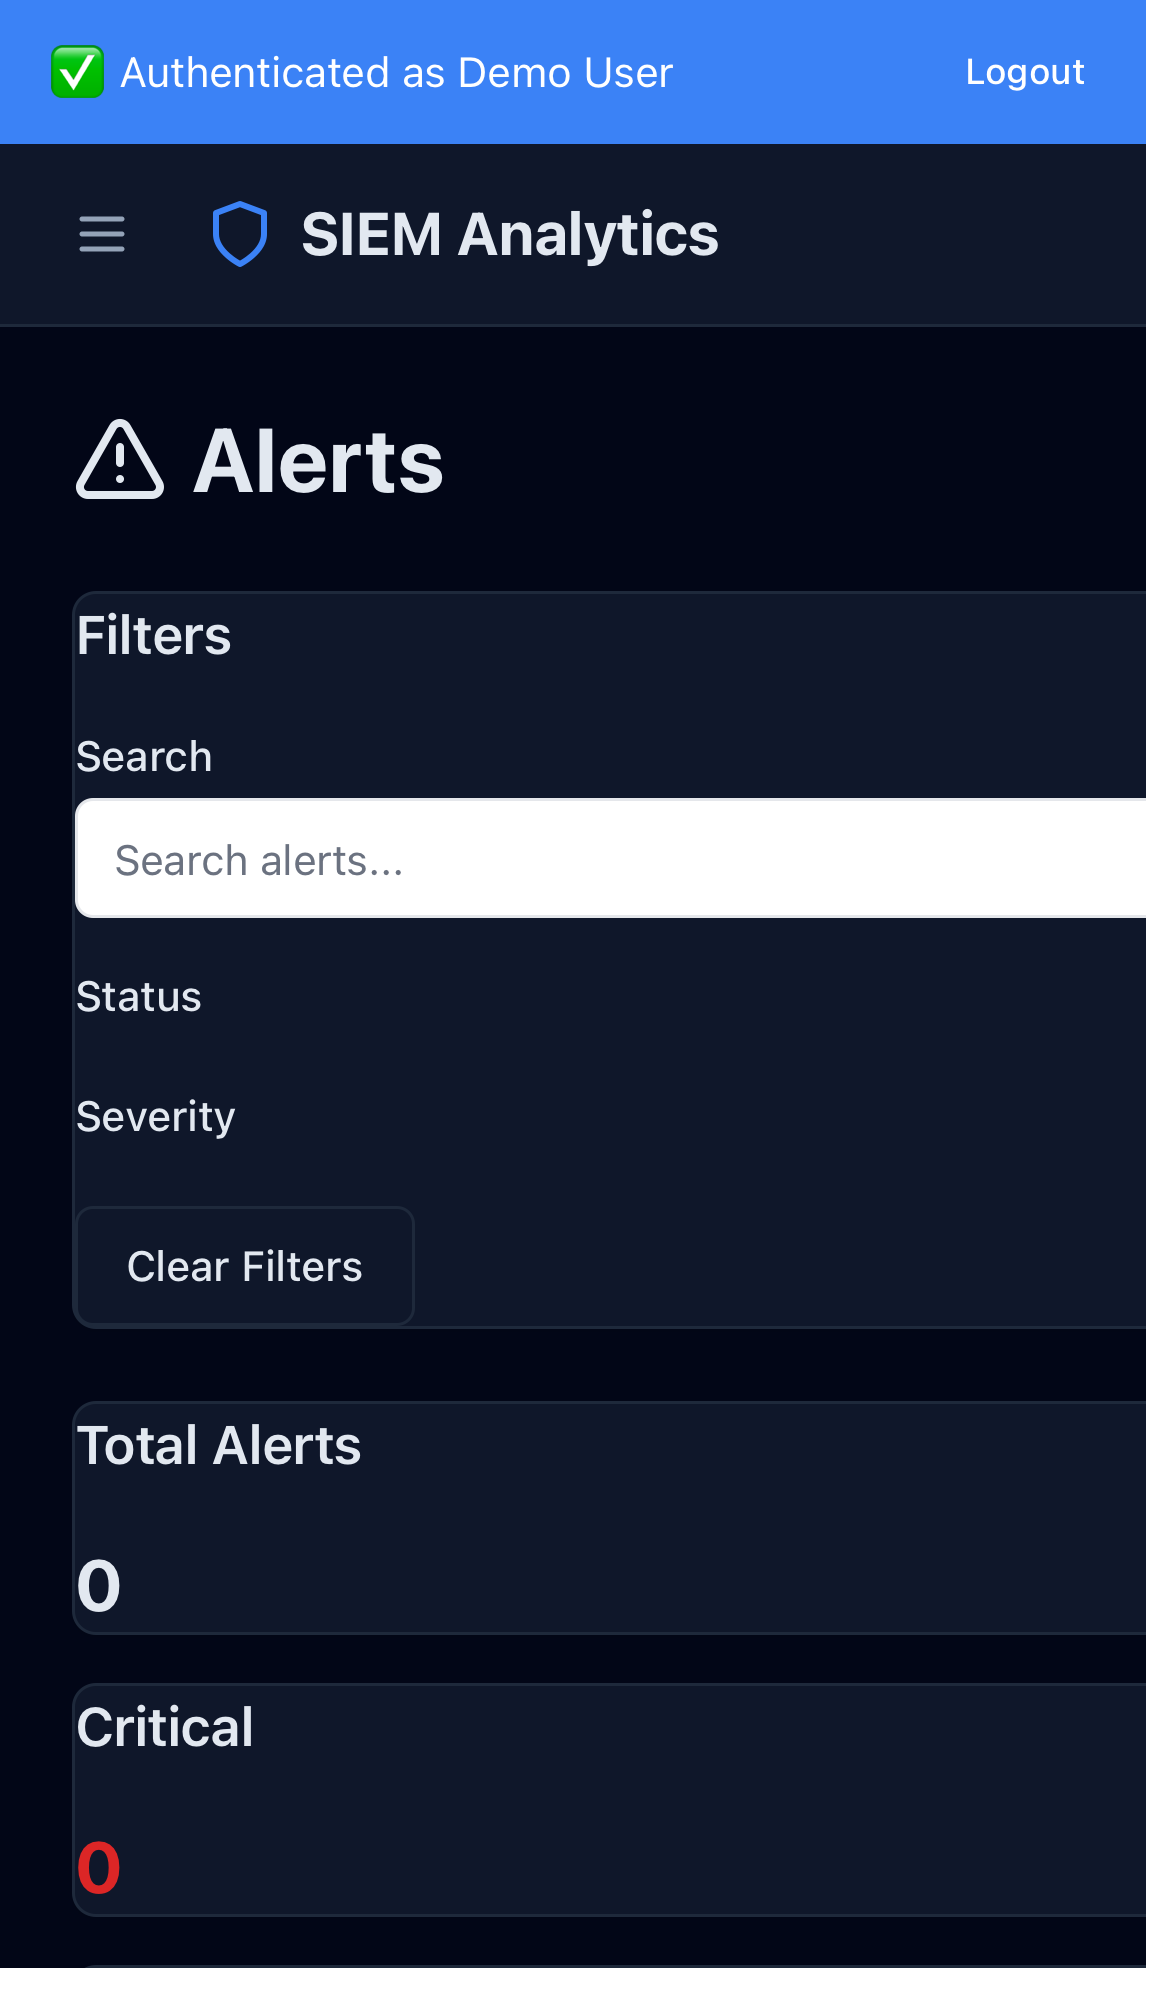 ✅ Authenticated as Demo User
Logout
SIEM Analytics
Alerts
Filters
Search
Search alerts...
Status
Severity
Clear Filters
Total Alerts
0
Critical
0